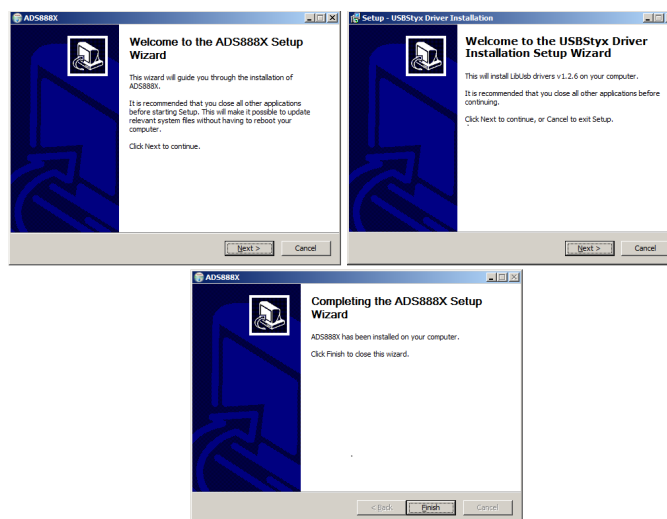 ADS888X
Welcome to the ADS888X Setup
Wizard
This wizard will guide you through the installation of
ADS888X.
It is recommended that you close all other applications
before starting Setup. This will make it possible to update
relevant system files without having to reboot your
computer.
Click Next to continue.
Next >
Cancel
Setup - USBStyx Driver Installation
Welcome to the USBStyx Driver
Installation Setup Wizard
This will install LibUsb drivers v1.2.6 on your computer.
It is recommended that you close all other applications before
continuing.
Click Next to continue, or Cancel to exit Setup.
Next >
Cancel
ADS888X
Completing the ADS888X Setup
Wizard
ADS888X has been installed on your computer.
Click Finish to close this wizard.
< Back
Finish
Cancel